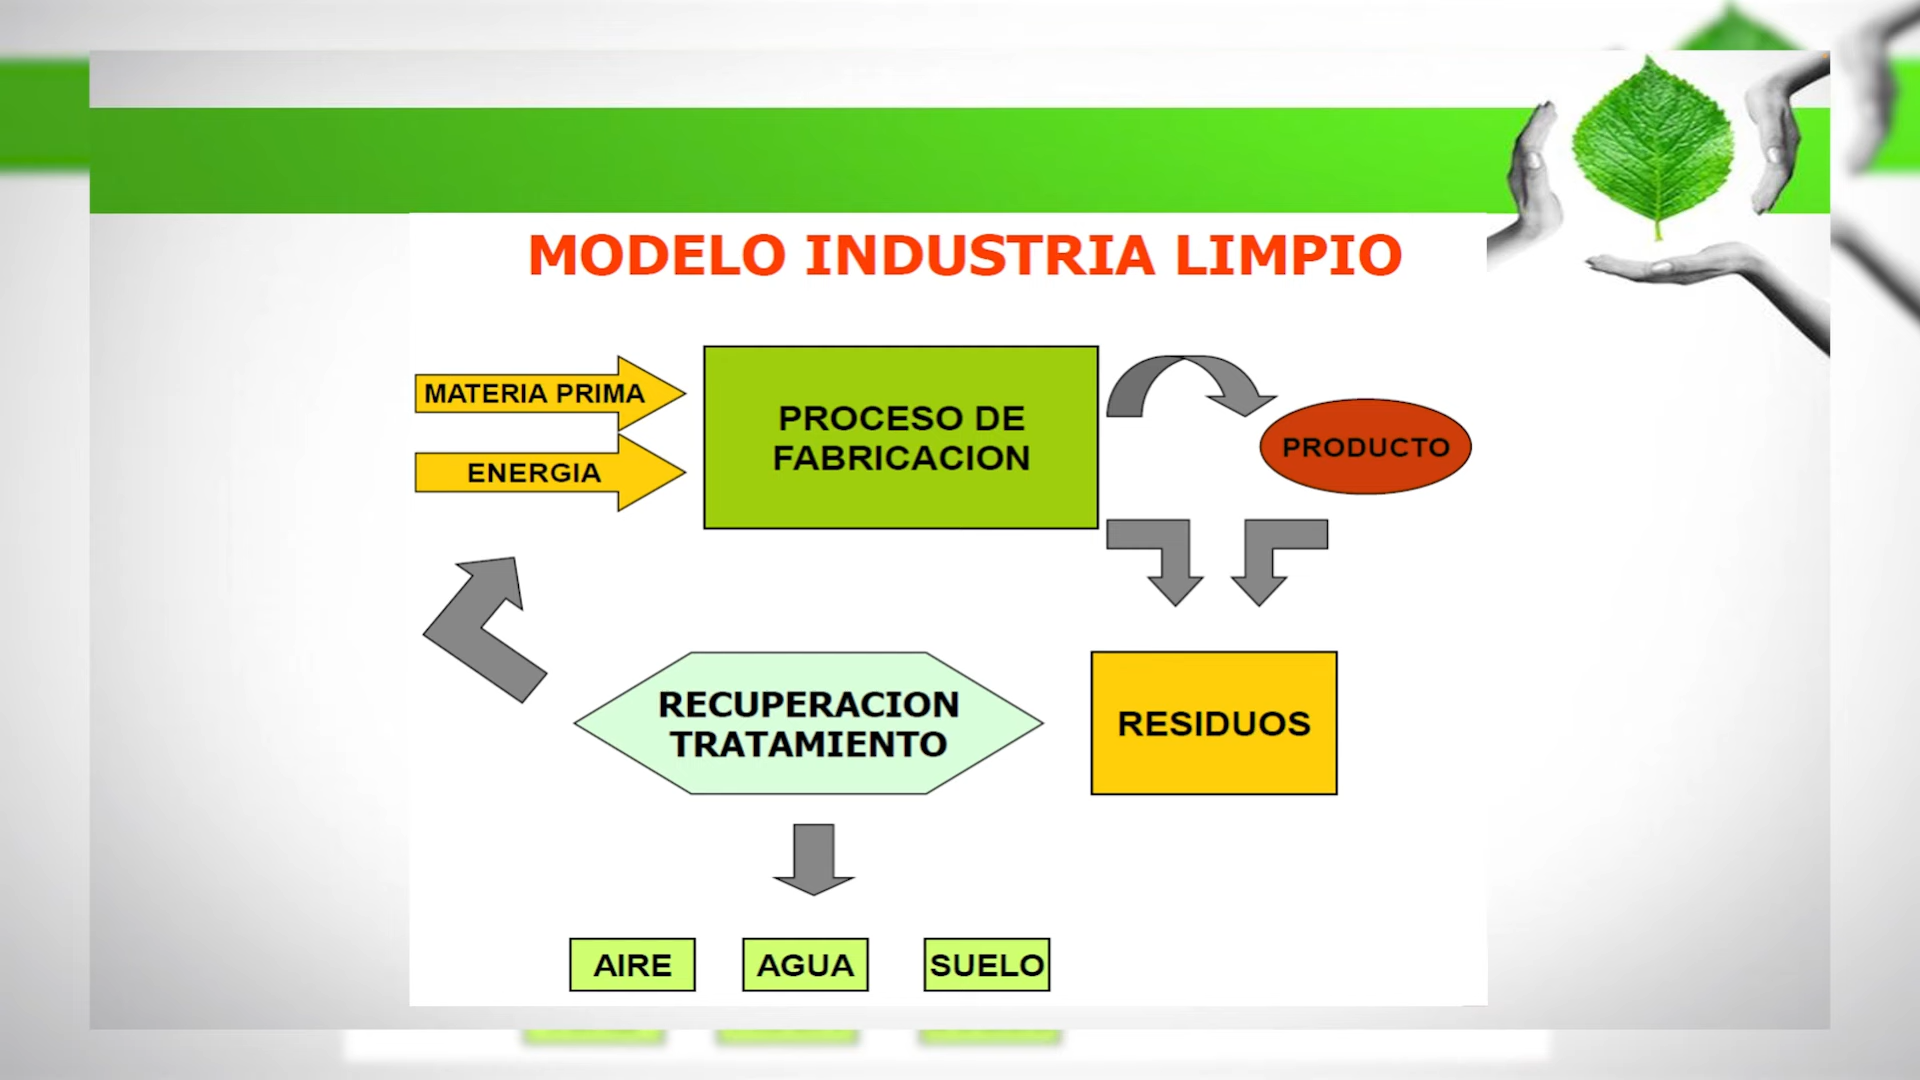 MODELO INDUSTRIA LIMPIO
MATERIA PRIMA
ENERGIA
PROCESO DE
FABRICACION
PRODUCTO
RECUPERACION
TRATAMIENTO
RESIDUOS
AIRE
AGUA
SUELO